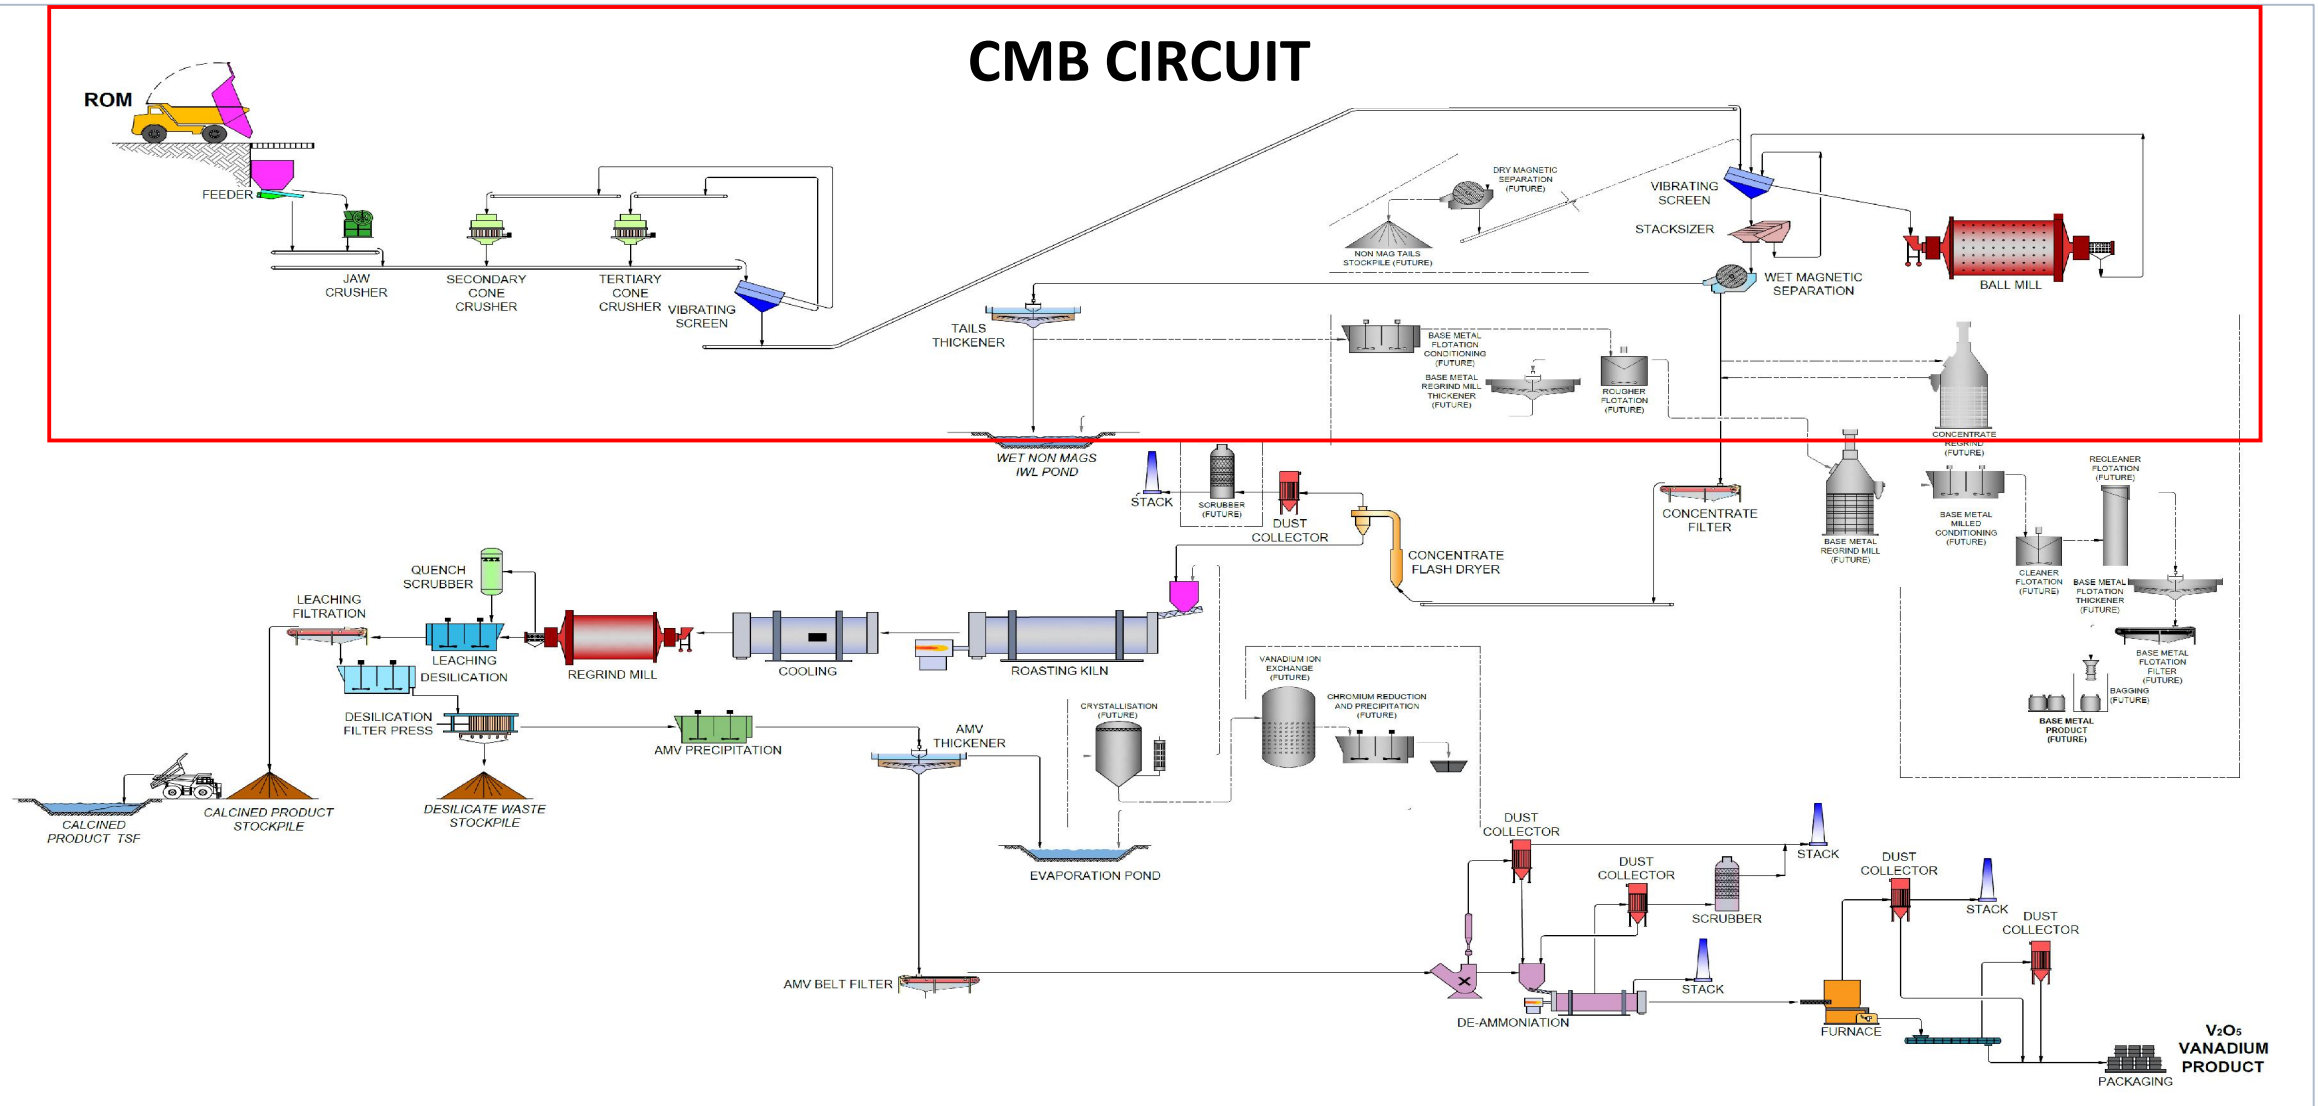 CMB CIRCUIT
ROM
FEEDER
JAW
CRUSHER
SECONDARY
CONE
CRUSHER
TERTIARY
CONE
CRUSHER
VIBRATING
SCREEN
DRY MAGNETIC
SEPARATION
(FUTURE)
NON MAG TAILS
STOCKPILE (FUTURE)
VIBRATING
SCREEN
STACKSIZER
WET MAGNETIC
SEPARATION
BALL MILL
TAILS
THICKENER
BASE METAL
FLOTATION
CONDITIONING
(FUTURE)
BASE METAL
REGRIND MILL
THICKENER
(FUTURE)
ROUGHER
FLOTATION
(FUTURE)
CONCENTRATE
REGRIND
(FUTURE)
WET NON MAGS
IWL POND
STACK
SCRUBBER
(FUTURE)
DUST
COLLECTOR
CONCENTRATE
FLASH DRYER
CONCENTRATE
FILTER
BASE METAL
REGRIND MILL
(FUTURE)
BASE METAL
MILLED
CONDITIONING
(FUTURE)
RECLEANER
FLOTATION
(FUTURE)
CLEANER
FLOTATION
(FUTURE)
BASE METAL
FLOTATION
THICKENER
(FUTURE)
BASE METAL
FLOTATION
FILTER
(FUTURE)
BAGGING
(FUTURE)
BASE METAL
PRODUCT
(FUTURE)
QUENCH
SCRUBBER
LEACHING
FILTRATION
LEACHING
DESILICATION
REGRIND MILL
COOLING
ROASTING KILN
DESILICATION
FILTER PRESS
AMV PRECIPITATION
AMV
THICKENER
CRYSTALLISATION
(FUTURE)
VANADIUM ION
EXCHANGE
(FUTURE)
CHROMIUM REDUCTION
AND PRECIPITATION
(FUTURE)
CALCINED
PRODUCT TSF
CALCINED PRODUCT
STOCKPILE
DESILICATE WASTE
STOCKPILE
EVAPORATION POND
AMV BELT FILTER
DUST
COLLECTOR
STACK
DUST
COLLECTOR
SCRUBBER
STACK
DE-AMMONIATION
DUST
COLLECTOR
STACK
DUST
COLLECTOR
FURNACE
PACKAGING
V₂O₅
VANADIUM
PRODUCT